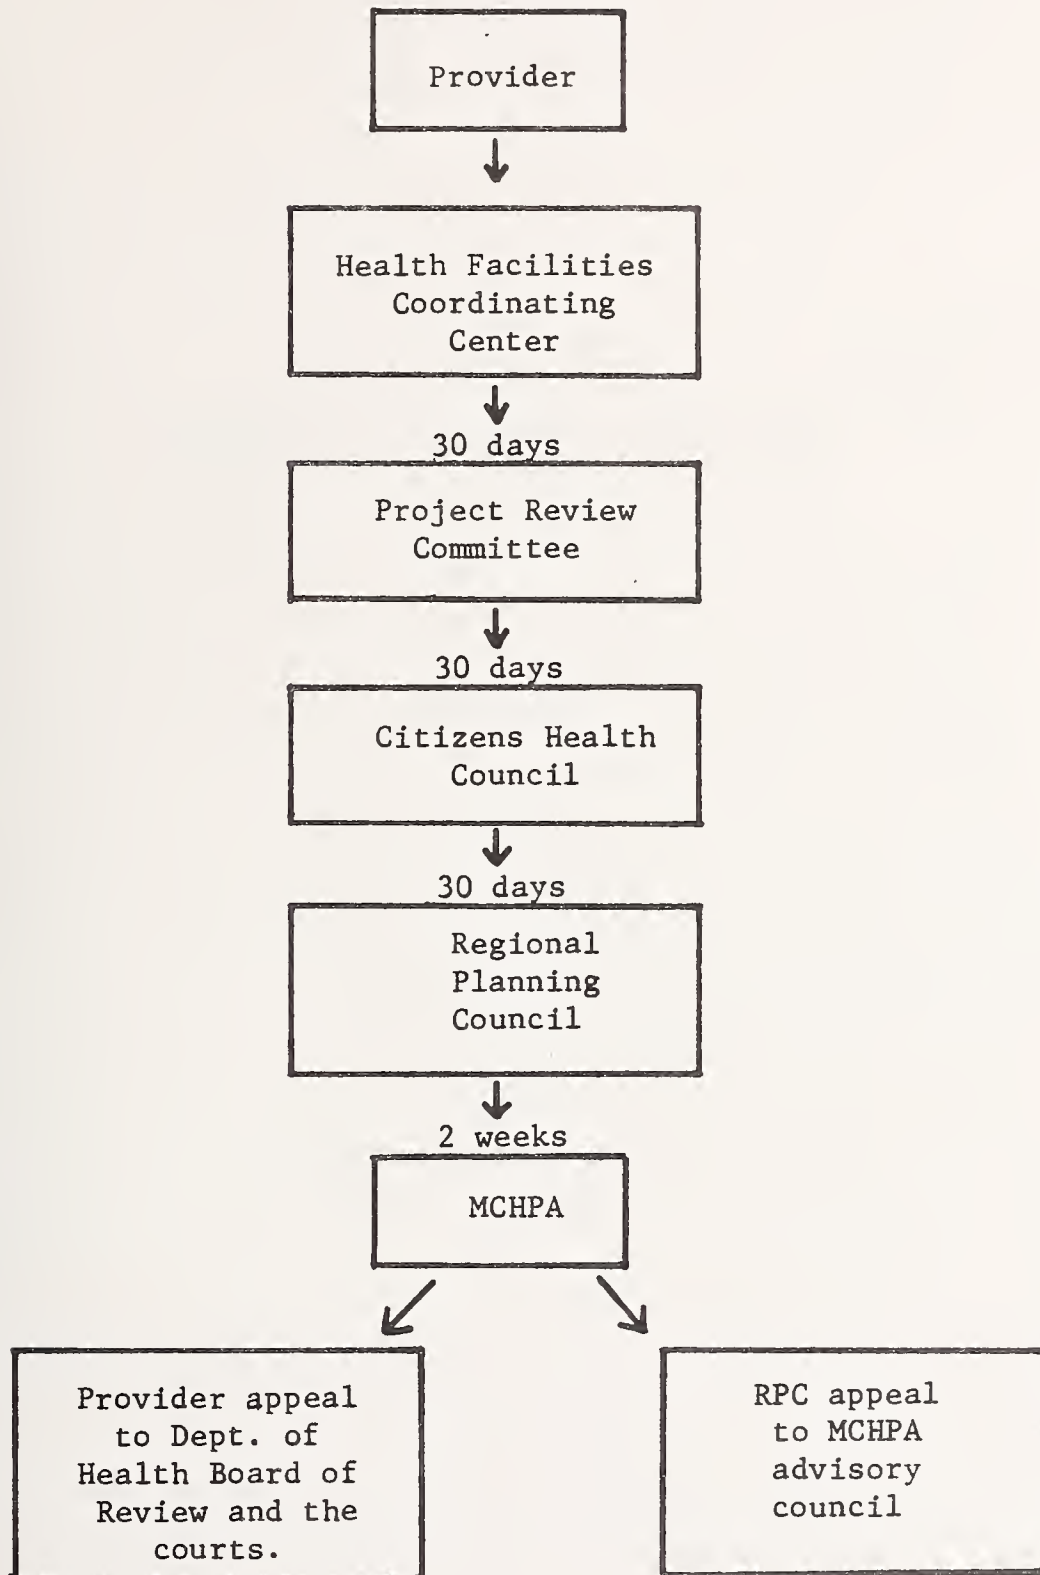 Provider
Health Facilities
Coordinating
Center
30 days
Project Review
Committee
30 days
Citizens Health
Council
30 days
Regional
Planning
Council
2 weeks
MCHPA
Provider appeal
to Dept. of
Health Board of
Review and the
courts.
RPC appeal
to MCHPA
advisory
council